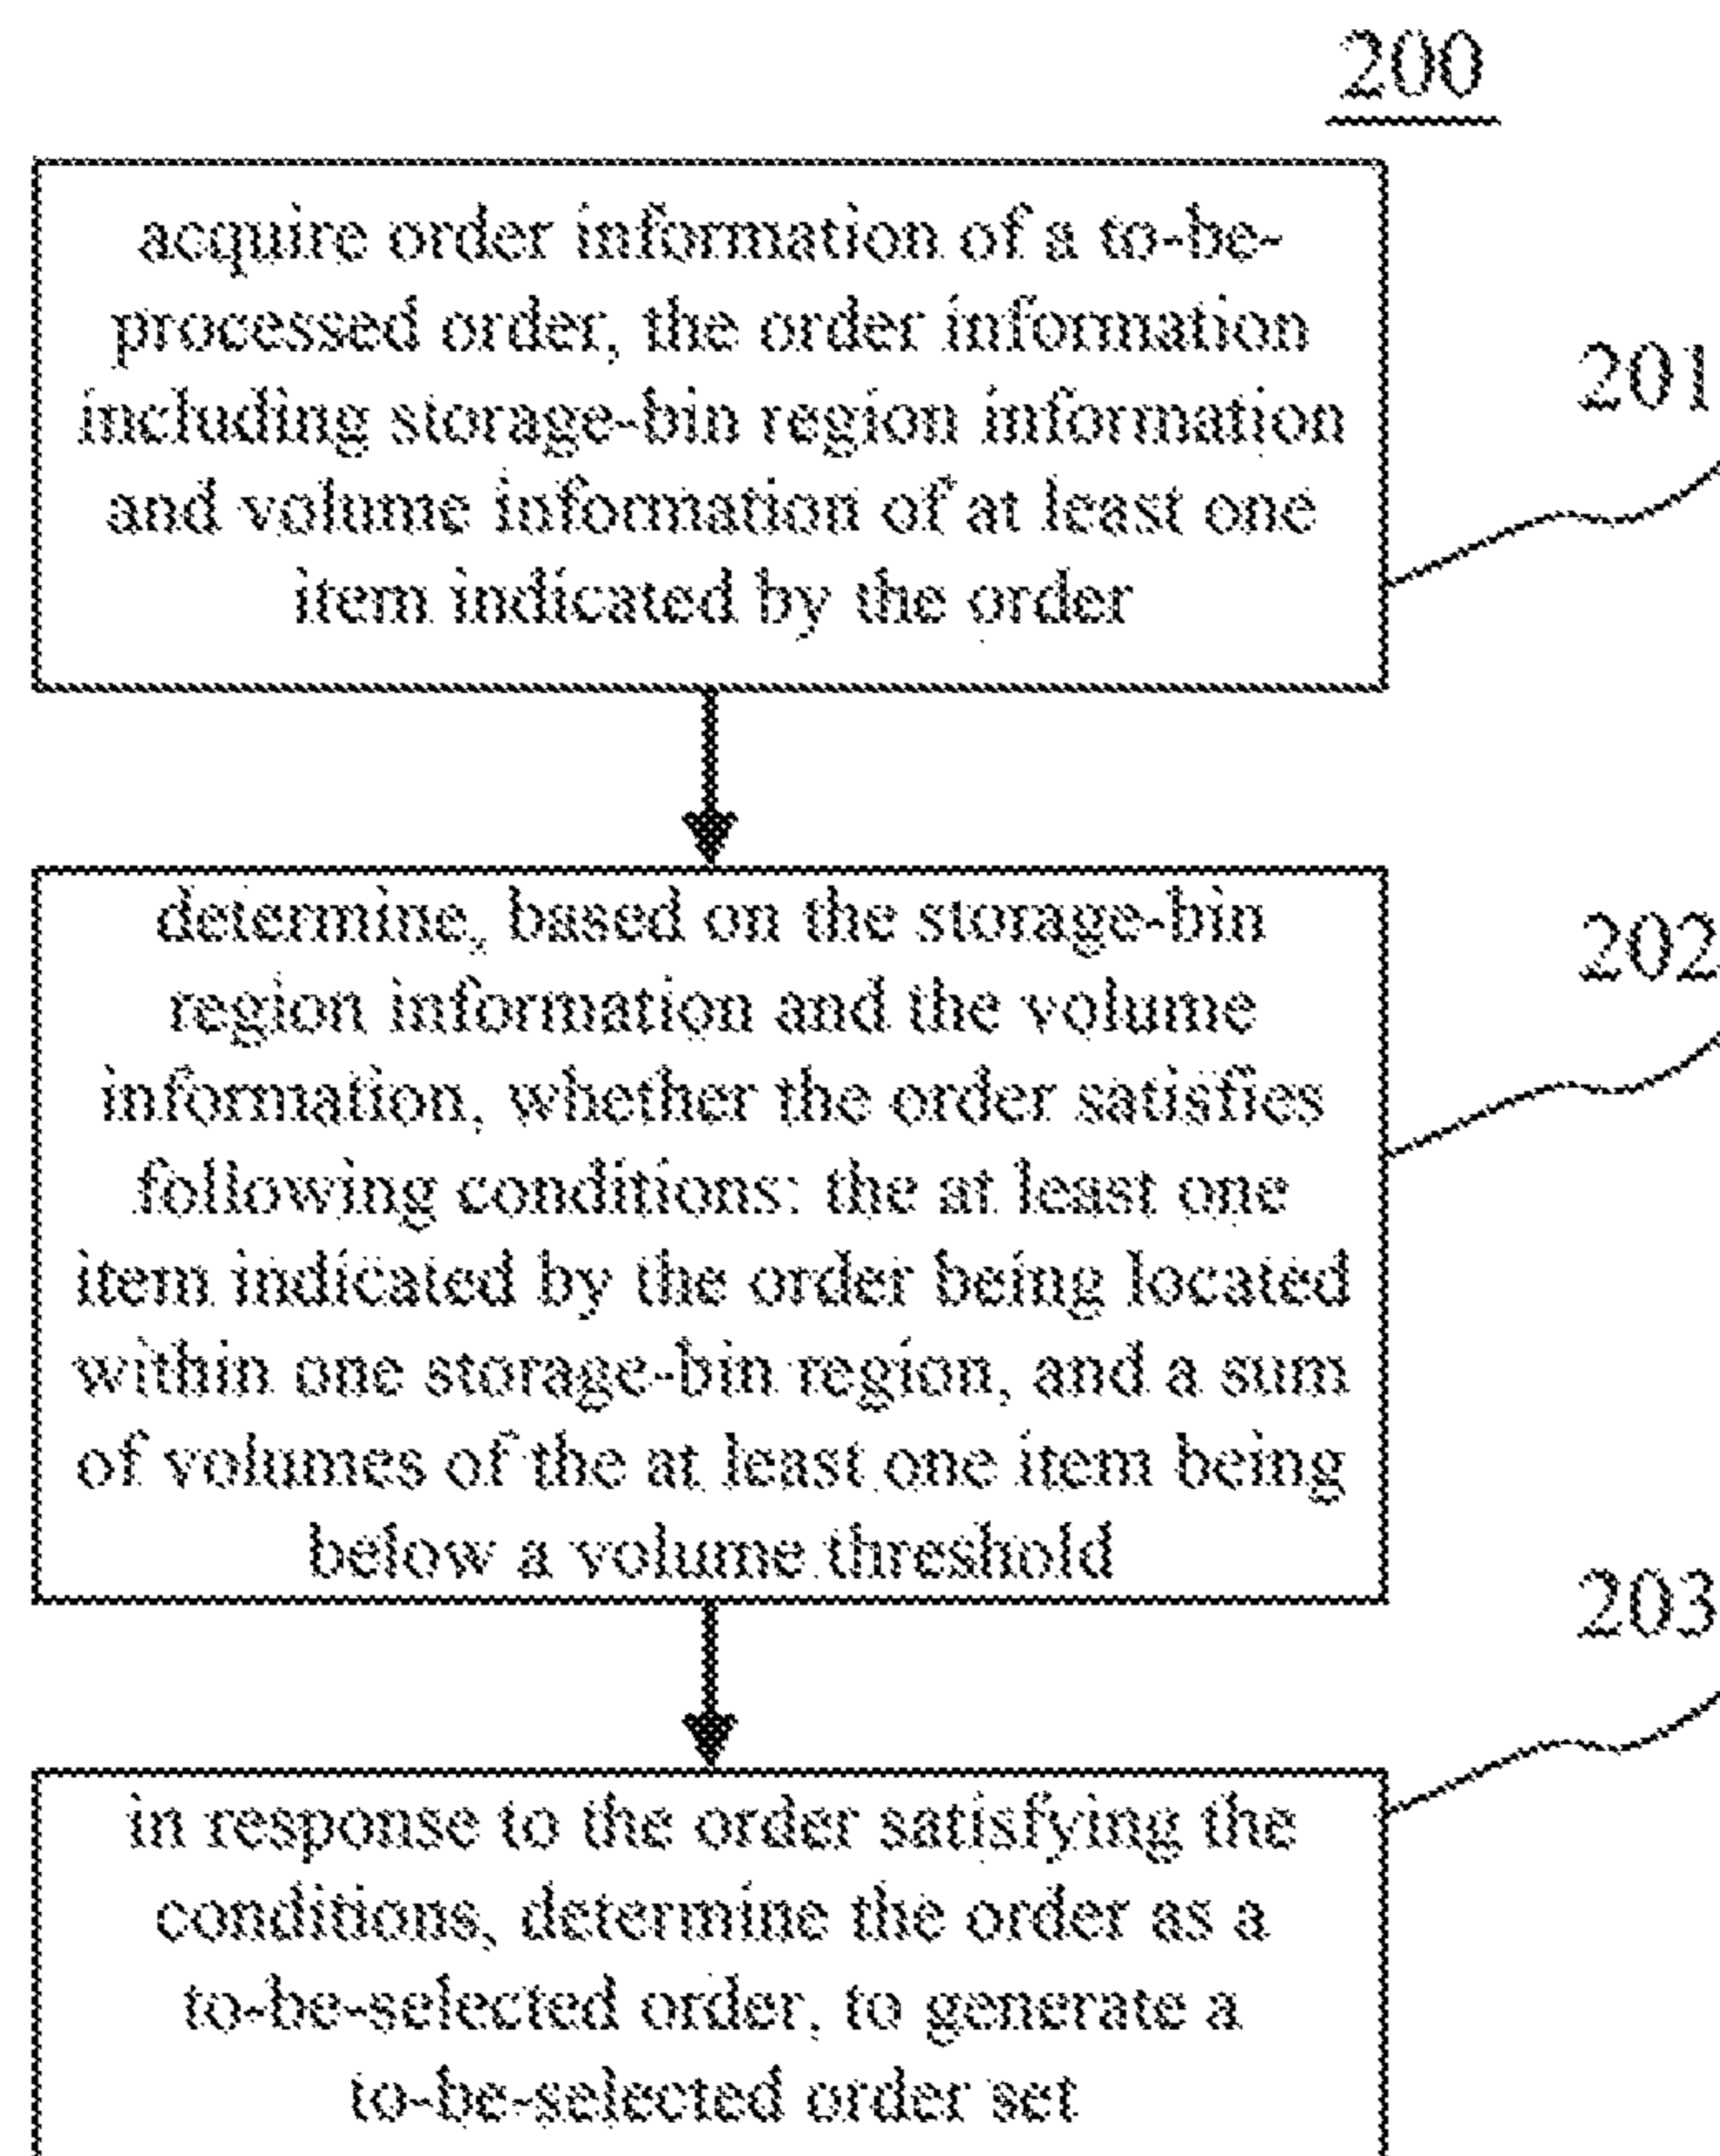 200
acquire order information of a to-be-
processed order, the order information
including storage-bin region information
and volume information of at least one
item indicated by the order
201
determine, based on the storage-bin
region information and the volume
information, whether the order satisfies
following conditions: the at least one
item indicated by the order being located
within one storage-bin region, and a sum
of volumes of the at least one item being
below a volume threshold
202
in response to the order satisfying the
conditions, determine the order as a
to-be-selected order, to generate a
to-be-selected order set
203